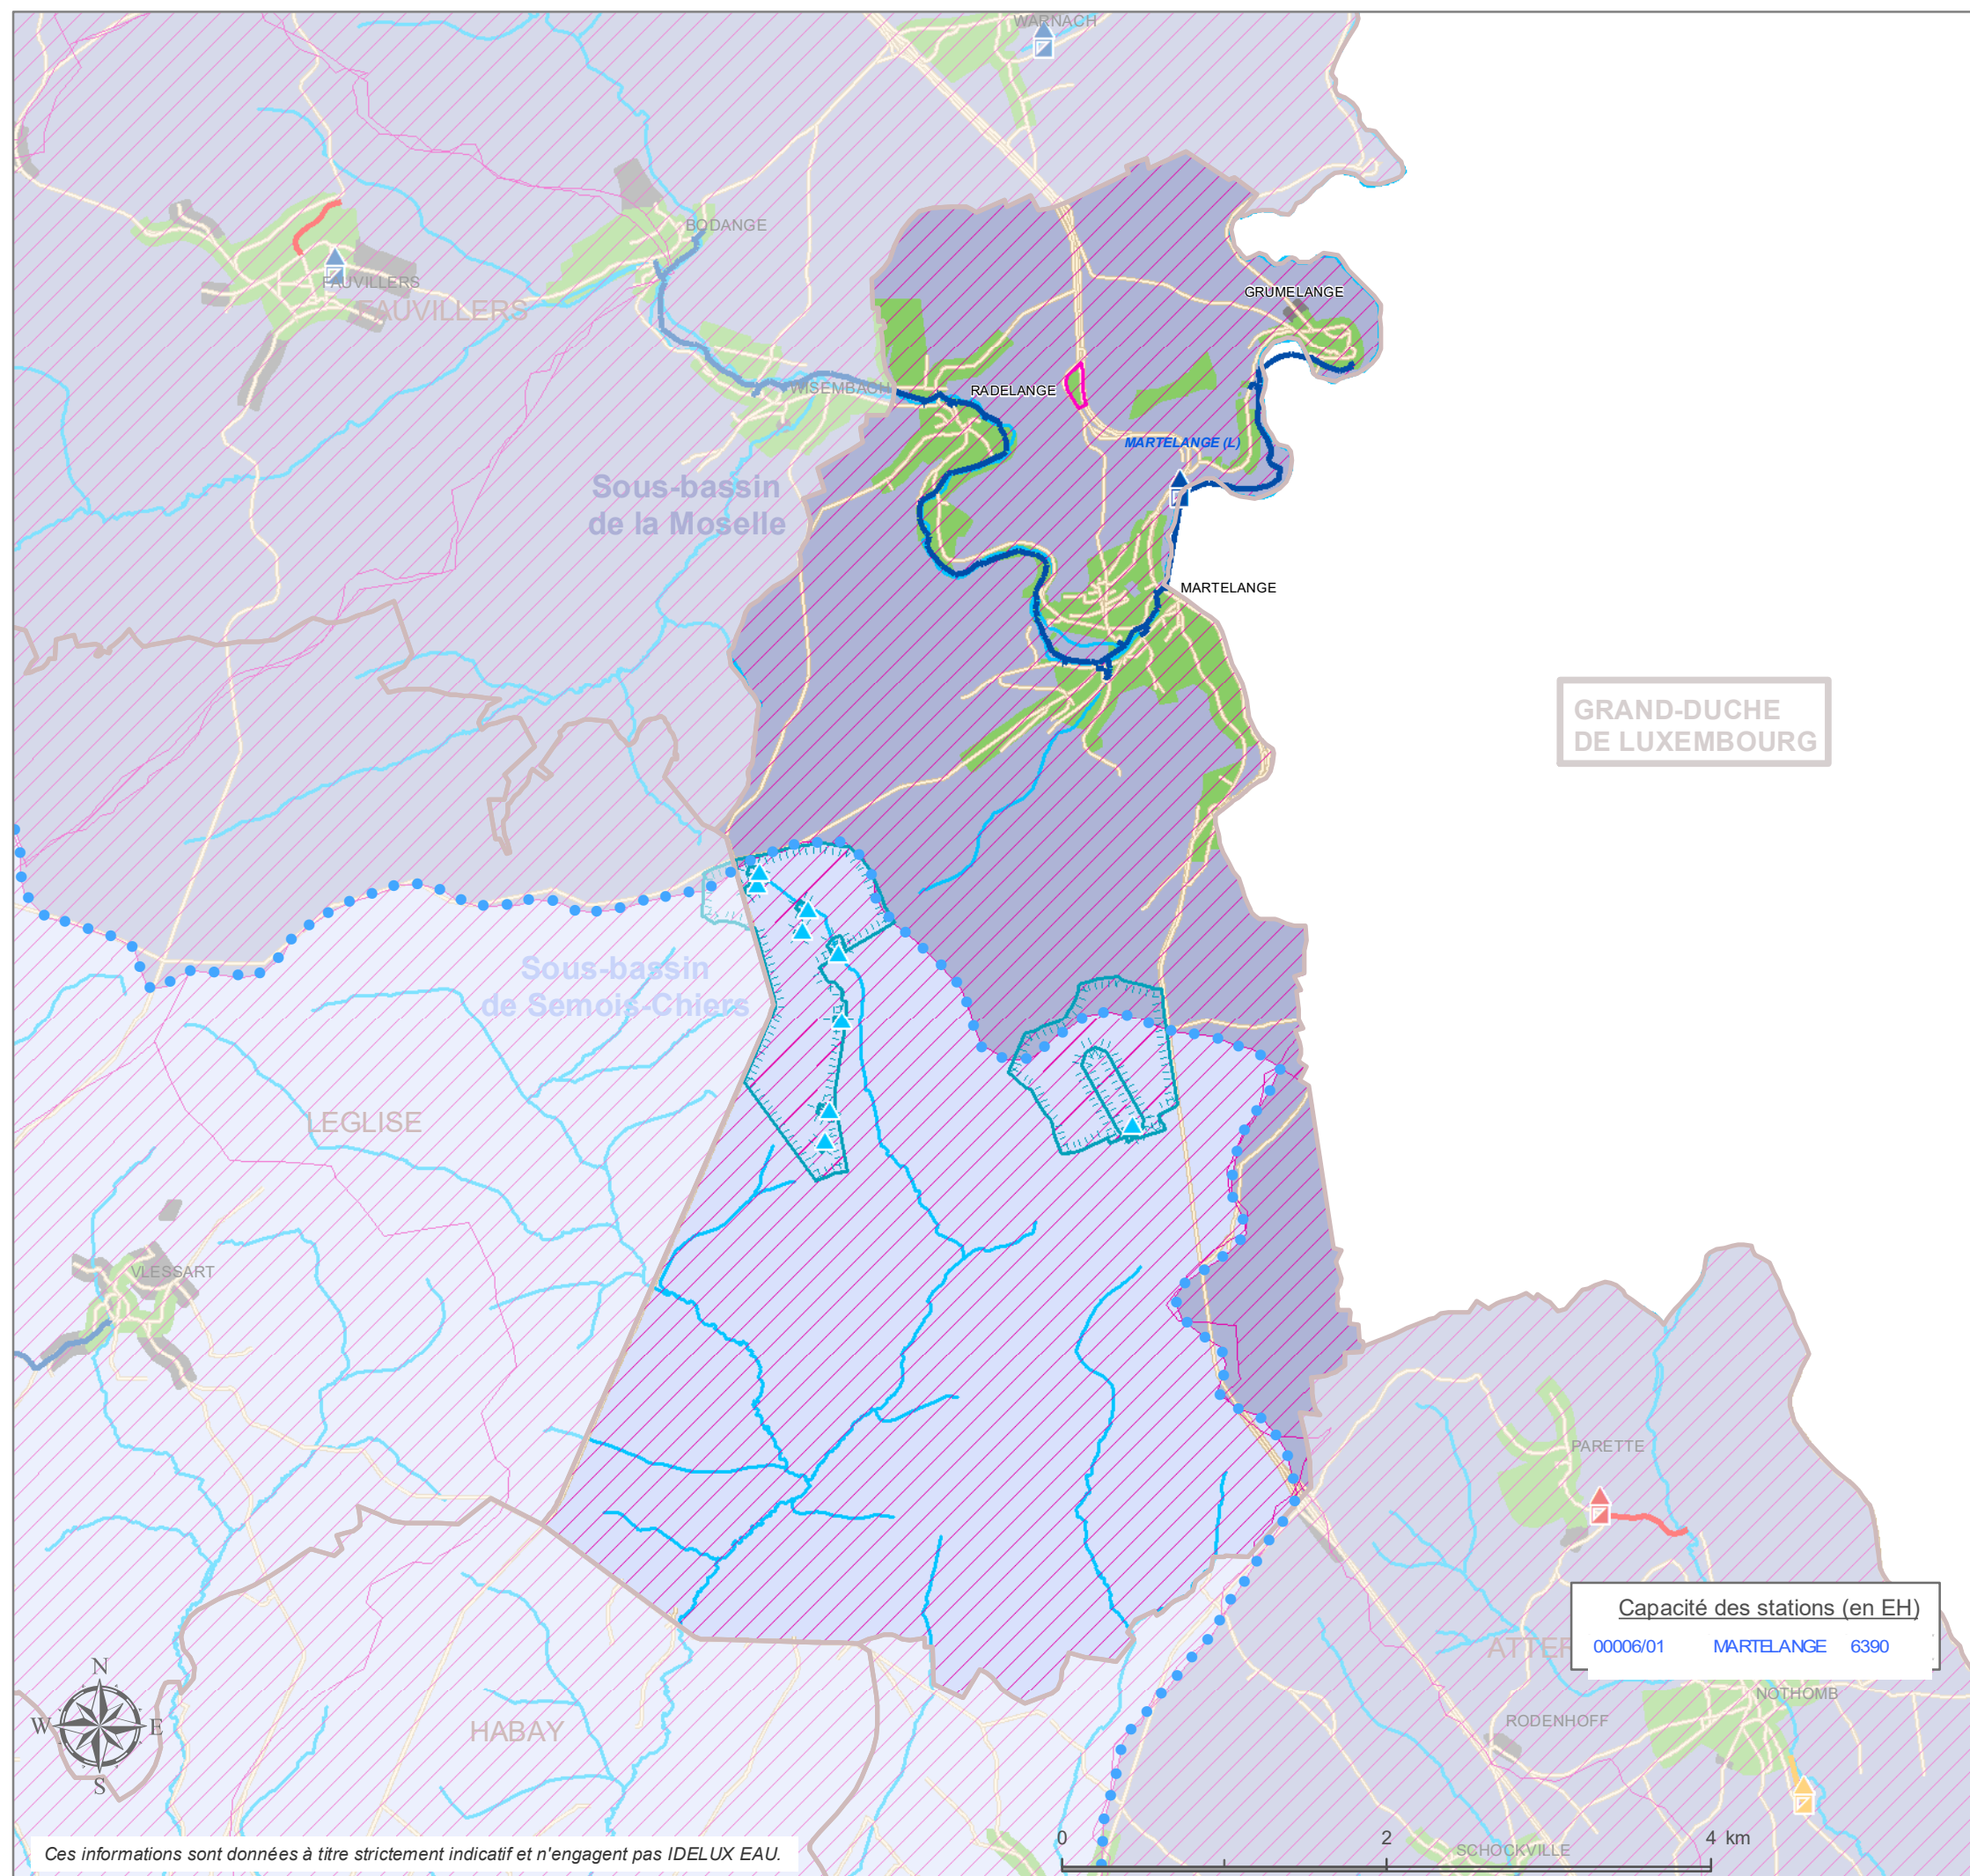 WARNACH
BODANGE
FAUVILLERS
FAUVILLERS
GRUMELANGE
WISEMBACH
RADELANGE
MARTELANGE (L)
Sous-bassin
de la Moselle
MARTELANGE
GRAND-DUCHE
DE LUXEMBOURG
Sous-bassin
de Semois-Chiers
LEGLISE
VLESSART
PARETTE
Capacité des stations (en EH)
00006/01 MARTELANGE 6390
NOTHOMB
RODENHOFF
HABAY
N
W E
S
0 2 4 km
SCHOCKVILLE
Ces informations sont données à titre strictement indicatif et n'engagent pas IDELUX EAU.